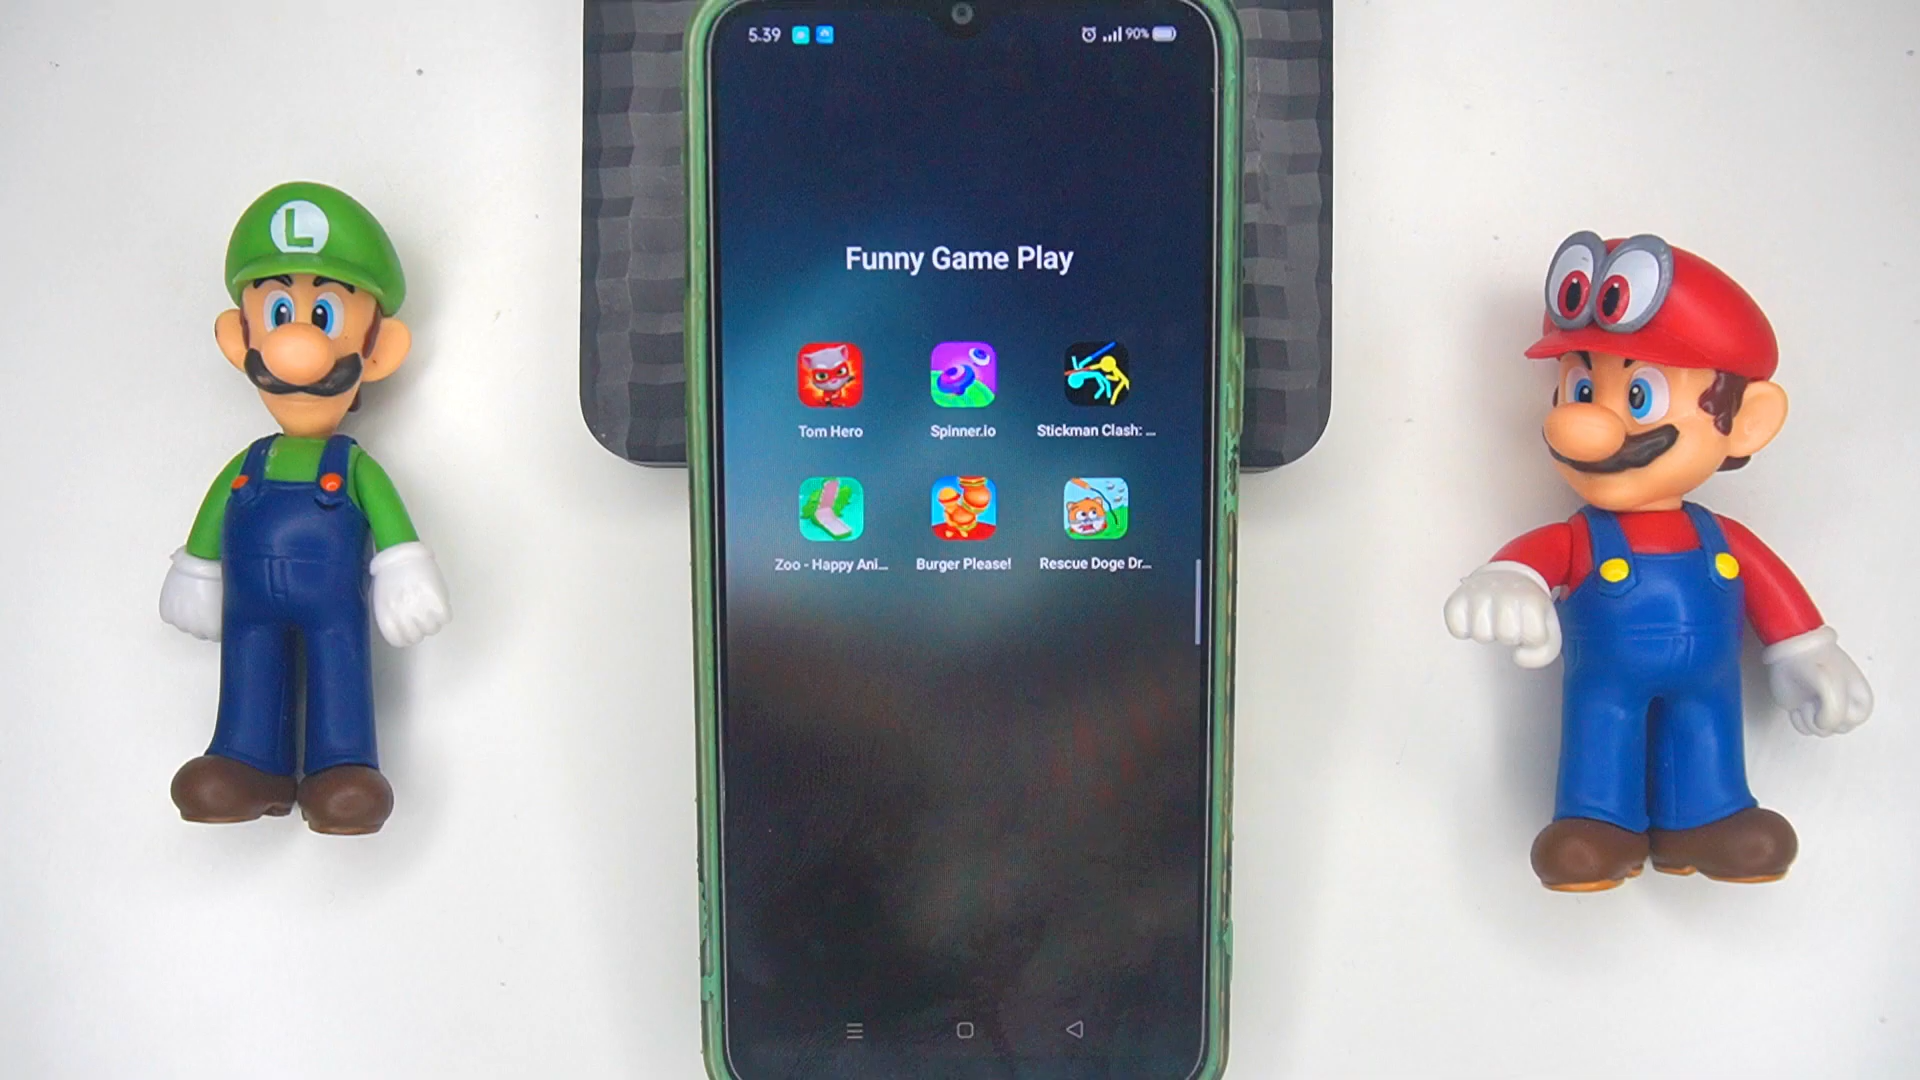 5.39
90%
L
Funny Game Play
Tom Hero
Spinner.io
Stickman Clash: ...
Zoo - Happy Ani...
Burger Please!
Rescue Doge Dr...